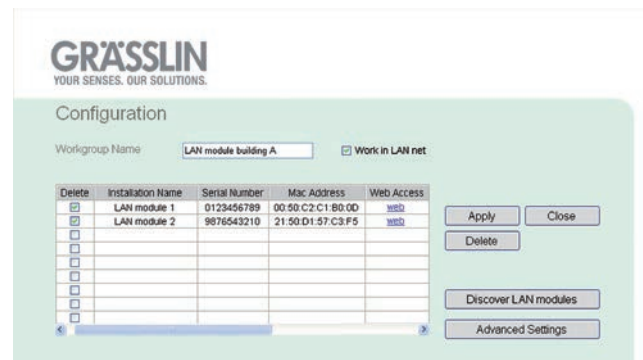 GRÄSSLIN
YOUR SENSES. OUR SOLUTIONS.
Configuration
Workgroup Name LAN module building A Work in LAN net
Delete Installation Name Serial Number Mac Address Web Access
LAN module 1 0123456789 00:50:C2:C1:B0:0D web
LAN module 2 9876543210 21:50:D1:57:C3:F5 web
Apply Close
Delete
Discover LAN modules
Advanced Settings